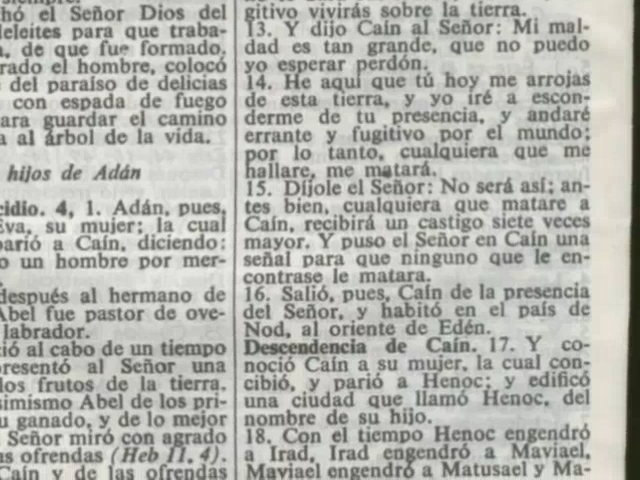 hó el Señor Dios del
deleites para que traba-
, de que fue formado.
rado el hombre, colocó
del paraíso de delicias
con espada de fuego
ara guardar el camino
a al árbol de la vida.
hijos de Adán
cidio. 4, 1. Adán, pues,
Eva, su mujer; la cual
parió a Caín, diciendo:
o un hombre por mer-
después al hermano de
Abel fue pastor de ove-
labrador.
ció al cabo de un tiempo
presentó al Señor una
los frutos de la tierra.
simismo Abel de los pri-
u ganado, y de lo mejor
Señor miró con agrado
as ofrendas (Heb 11, 4).
Caín y de las ofrendas
gitivo vivirás sobre la tierra.
13. Y dijo Caín al Señor: Mi mal-
dad es tan grande, que no puedo
yo esperar perdón.
14. He aquí que tú hoy me arrojas
de esta tierra, y yo iré a escon-
derme de tu presencia, y andaré
errante y fugitivo por el mundo;
por lo tanto, cualquiera que me
hallare, me matará.
15. Díjole el Señor: No será así; an-
tes bien, cualquiera que matare a
Caín, recibirá un castigo siete veces
mayor. Y puso el Señor en Caín una
señal para que ninguno que le en-
contrase le matara.
16. Salió, pues, Caín de la presencia
del Señor, y habitó en el país de
Nod, al oriente de Edén.
Descendencia de Caín. 17. Y co-
noció Caín a su mujer, la cual con-
cibió, y parió a Henoc; y edificó
una ciudad que llamó Henoc, del
nombre de su hijo.
18. Con el tiempo Henoc engendró
a Irad, Irad engendró a Maviael,
Maviael engendró a Matusael y Ma-